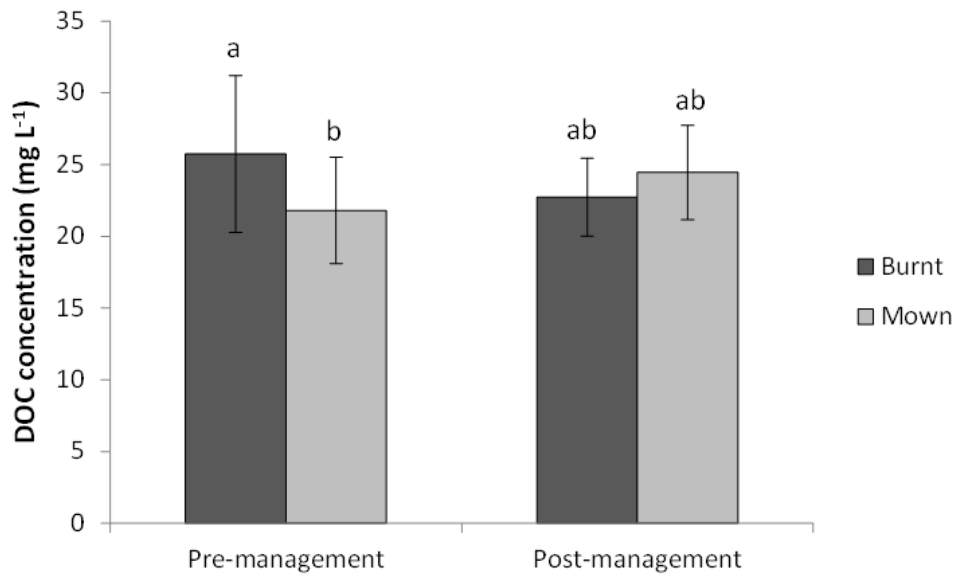 DOC concentration (mg L⁻¹)
35
30
25
20
15
10
5
0
a
b
ab
ab
Pre-management
Post-management
Burnt
Mown